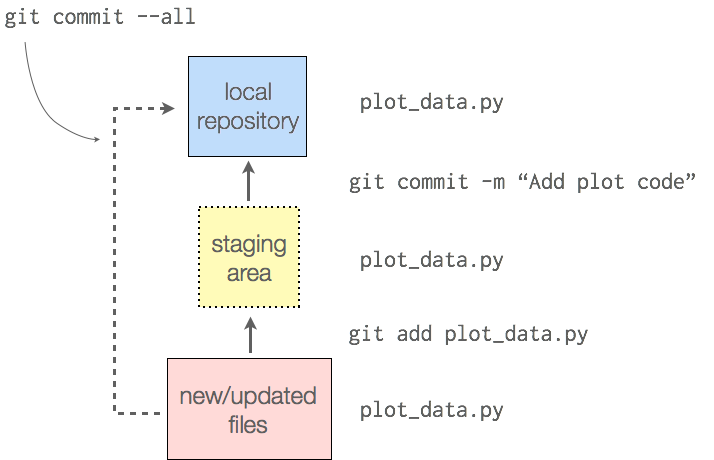 git commit --all
local
repository
plot_data.py
git commit -m “Add plot code”
staging
area
plot_data.py
git add plot_data.py
new/updated
files
plot_data.py